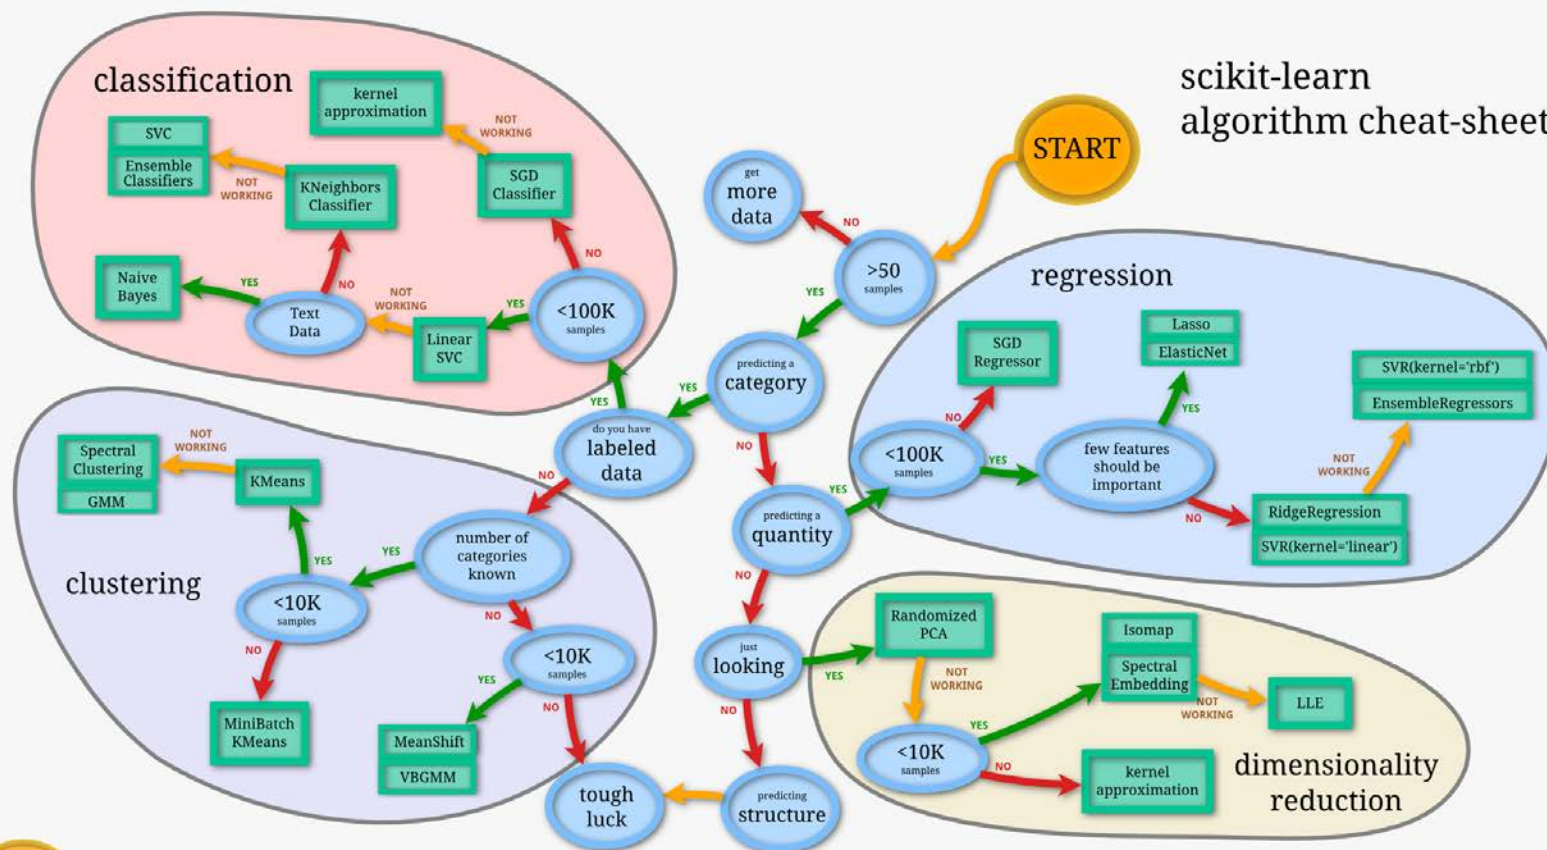 scikit-learn
algorithm cheat-sheet
START
classification
kernel
approximation
NOT
WORKING
SVC
Ensemble
Classifiers
NOT
WORKING
KNeighbors
Classifier
SGD
Classifier
NO
Naive
Bayes
YES
Text
Data
NO
NOT
WORKING
Linear
SVC
YES
<100K
samples
YES
get
more
data
NO
>50
samples
YES
predicting a
category
YES
do you have
labeled
data
NO
NO
predicting a
quantity
YES
NO
just
looking
YES
NO
predicting
structure
tough
luck
regression
SGD
Regressor
Lasso
ElasticNet
SVR(kernel='rbf')
EnsembleRegressors
NO
YES
<100K
samples
YES
few features
should be
important
NOT
WORKING
NO
RidgeRegression
SVR(kernel='linear')
clustering
Spectral
Clustering
GMM
NOT
WORKING
KMeans
YES
number of
categories
known
YES
<10K
samples
NO
NO
<10K
samples
YES
NO
MiniBatch
KMeans
MeanShift
VBGMM
Randomized
PCA
NOT
WORKING
Isomap
Spectral
Embedding
NOT
WORKING
LLE
YES
<10K
samples
NO
kernel
approximation
dimensionality
reduction